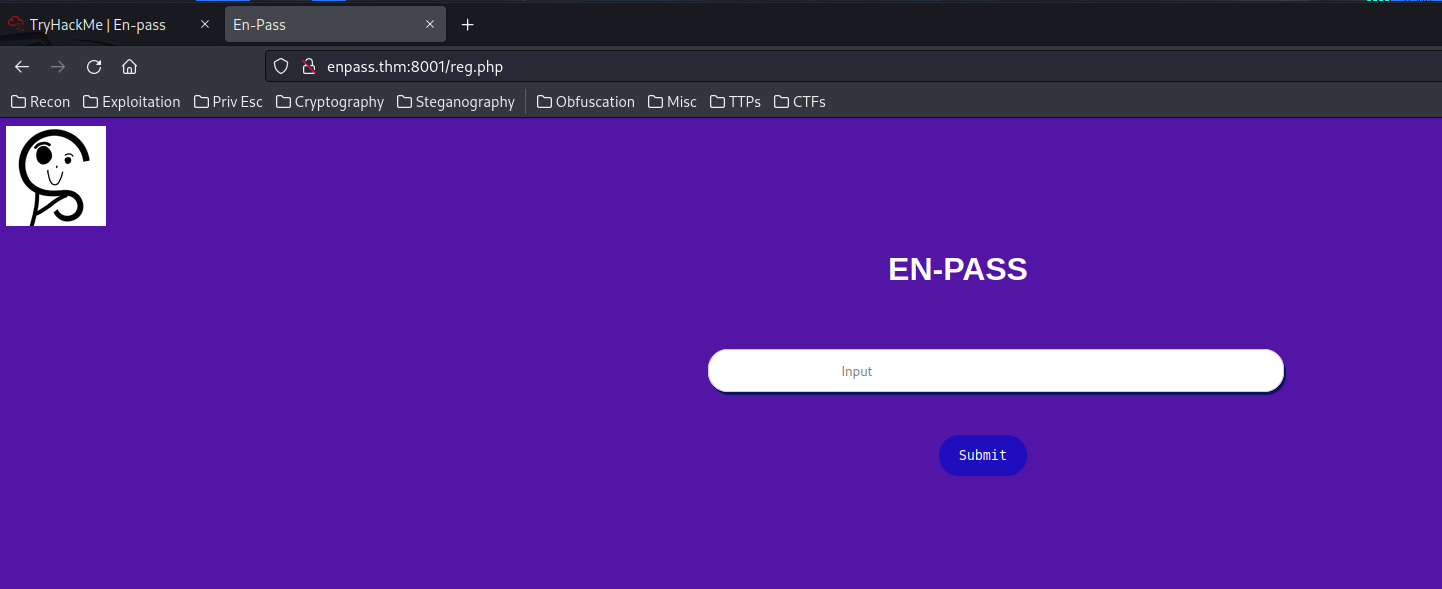 TryHackMe | En-pass
En-Pass
enpass.thm:8001/reg.php
Recon Exploitation Priv Esc Cryptography Steganography Obfuscation Misc TTPs CTFs
EN-PASS
Input
Submit